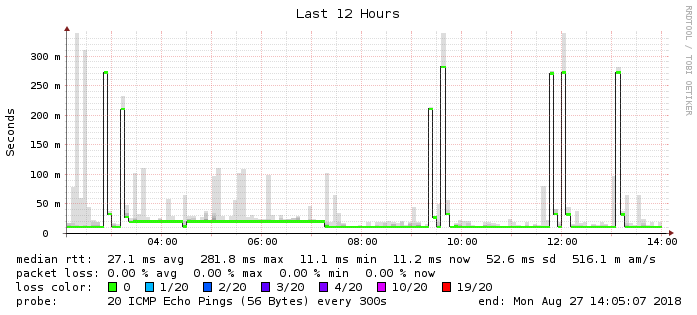 Last 12 Hours
RRDTOOL / TOBI OETIKER
Seconds
300 m
250 m
200 m
150 m
100 m
50 m
0
04:00 06:00 08:00 10:00 12:00 14:00
median rtt: 27.1 ms avg 281.8 ms max 11.1 ms min 11.2 ms now 52.6 ms sd 516.1 m am/s
packet loss: 0.00 % avg 0.00 % max 0.00 % min 0.00 % now
loss color: 0 1/20 2/20 3/20 4/20 10/20 19/20
probe: 20 ICMP Echo Pings (56 Bytes) every 300s end: Mon Aug 27 14:05:07 2018